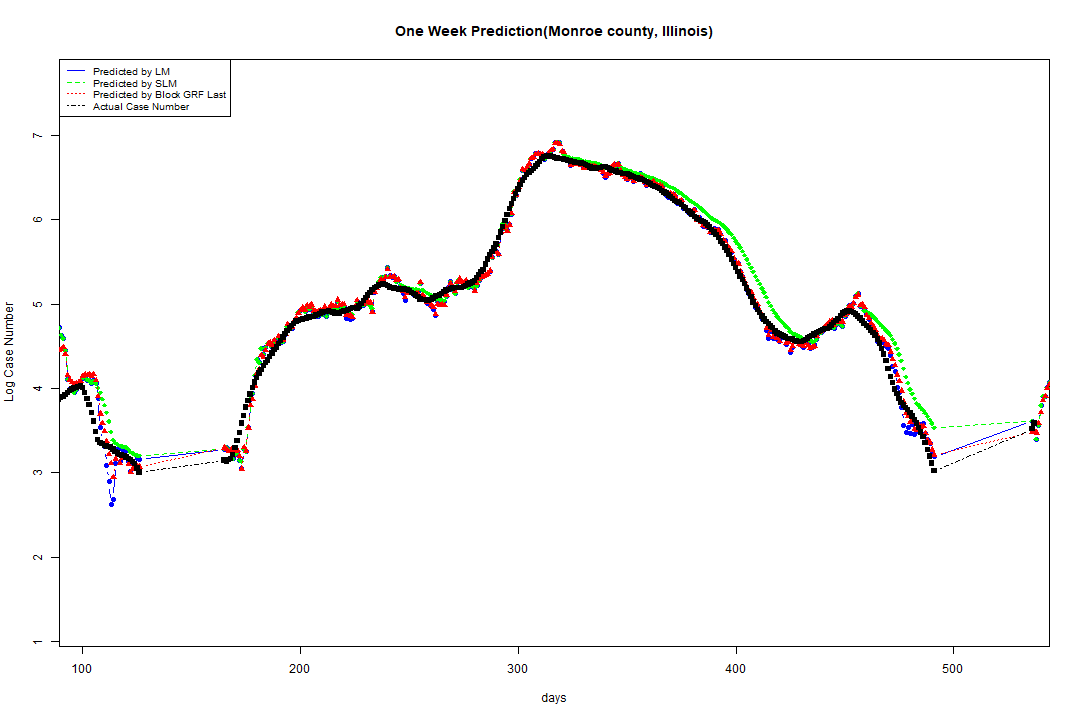 One Week Prediction(Monroe county, Illinois)
Predicted by LM
Predicted by SLM
Predicted by Block GRF Last
Actual Case Number
Log Case Number
7
6
5
4
3
2
1
100 200 300 400 500
days